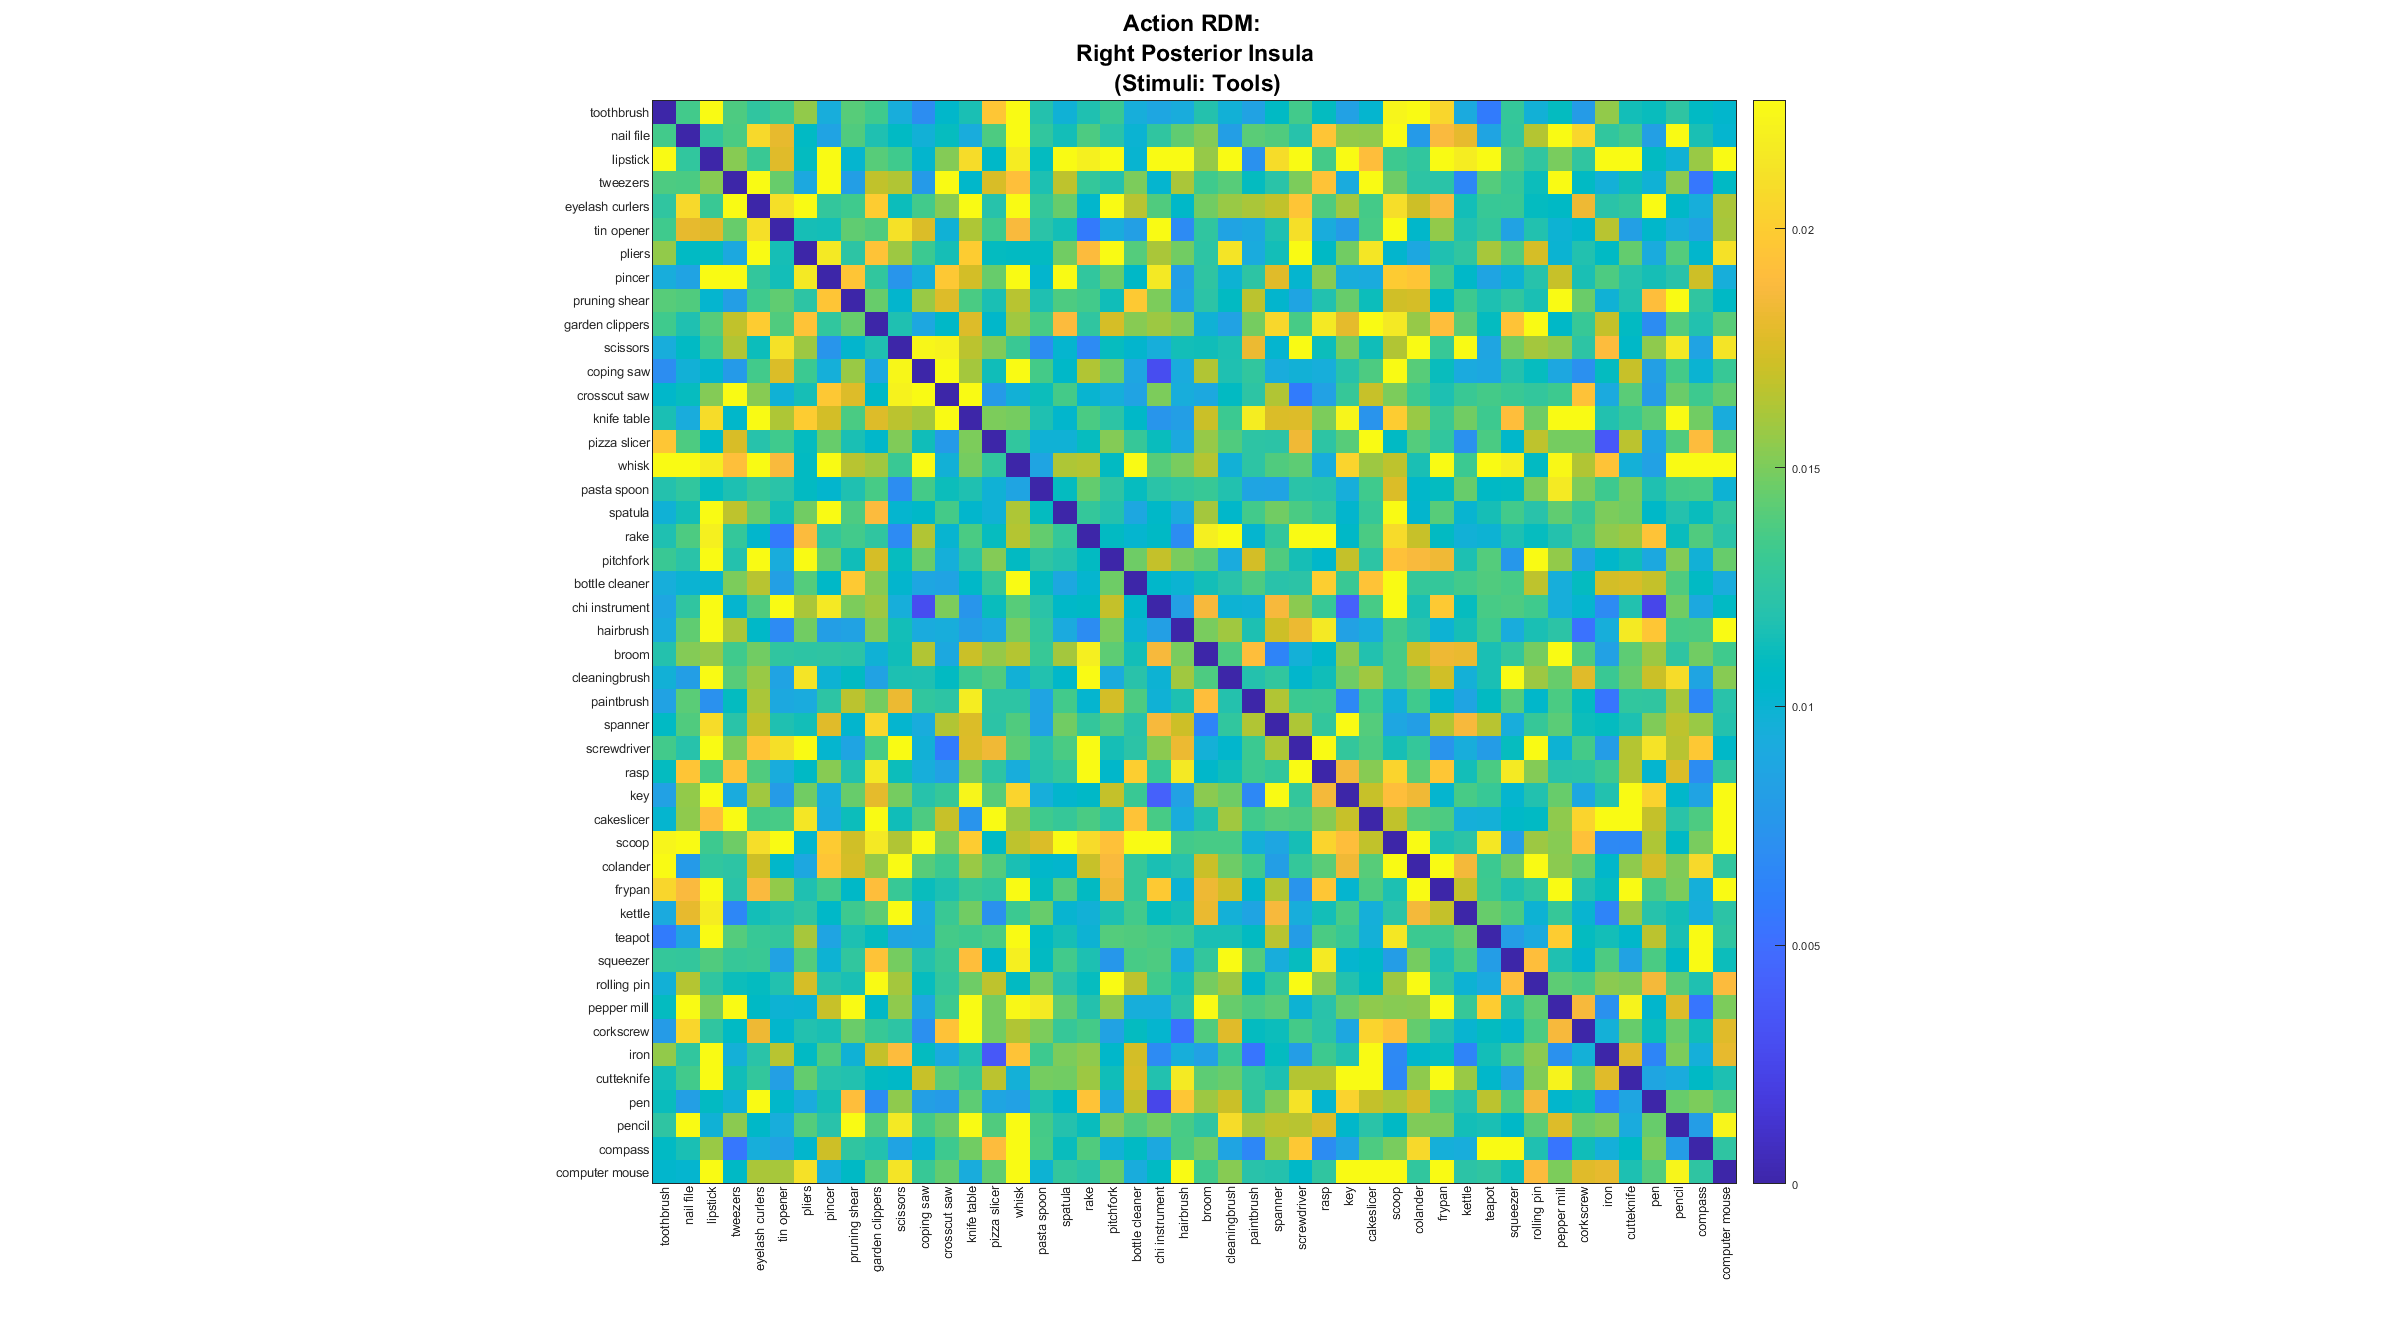 Action RDM:
Right Posterior Insula
(Stimuli: Tools)
toothbrush
nail file
lipstick
tweezers
eyelash curlers
tin opener
pliers
pincer
pruning shear
garden clippers
scissors
coping saw
crosscut saw
knife table
pizza slicer
whisk
pasta spoon
spatula
rake
pitchfork
bottle cleaner
chi instrument
hairbrush
broom
cleaningbrush
paintbrush
spanner
screwdriver
rasp
key
cakeslicer
scoop
colander
frypan
kettle
teapot
squeezer
rolling pin
pepper mill
corkscrew
iron
cutteknife
pen
pencil
compass
computer mouse
0.02
0.015
0.01
0.005
0
toothbrush
nail file
lipstick
tweezers
eyelash curlers
tin opener
pliers
pincer
pruning shear
garden clippers
scissors
coping saw
crosscut saw
knife table
pizza slicer
whisk
pasta spoon
spatula
rake
pitchfork
bottle cleaner
chi instrument
hairbrush
broom
cleaningbrush
paintbrush
spanner
screwdriver
rasp
key
cakeslicer
scoop
colander
frypan
kettle
teapot
squeezer
rolling pin
pepper mill
corkscrew
iron
cutteknife
pen
pencil
compass
computer mouse